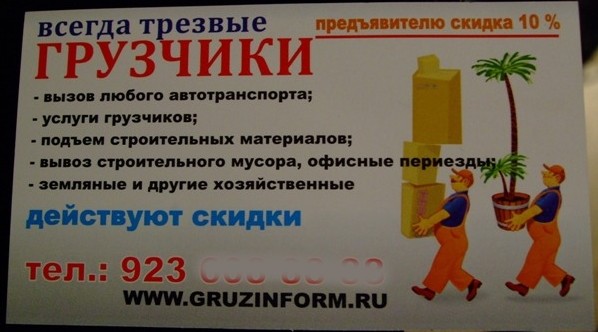 всегда трезвые
предъявителю скидка 10 %
ГРУЗЧИКИ
- вызов любого автотранспорта;
- услуги грузчиков;
- подъем строительных материалов;
- вывоз строительного мусора, офисные периезды;
- земляные и другие хозяйственные
действуют скидки
тел.: 923
WWW.GRUZINFORM.RU